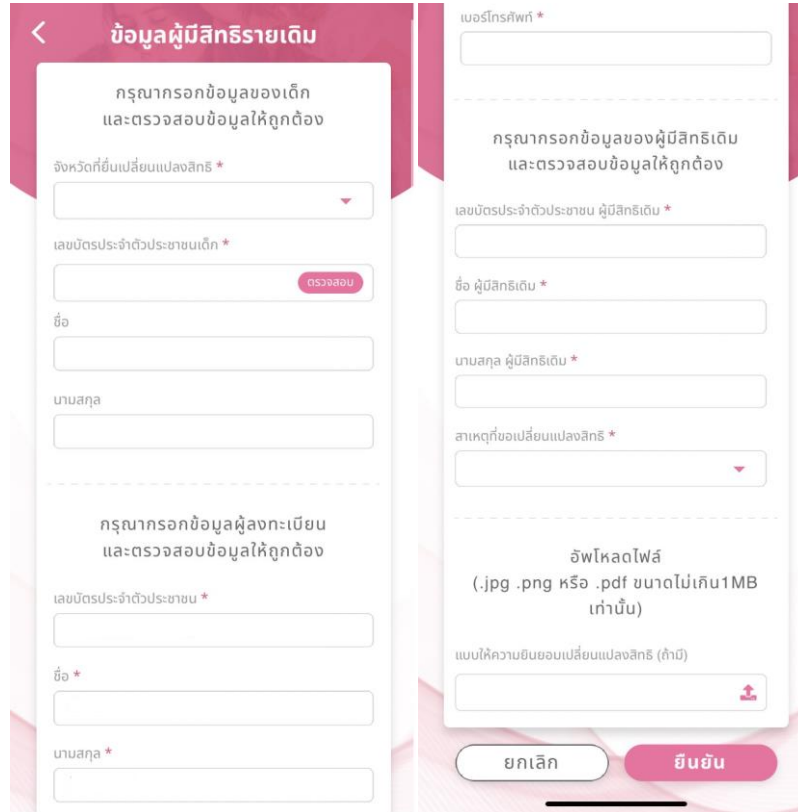 ข้อมูลผู้มีสิทธิรายเดิม
กรุณากรอกข้อมูลของเด็ก
และตรวจสอบข้อมูลให้ถูกต้อง
จังหวัดที่ยื่นเปลี่ยนแปลงสิทธิ *
เลขบัตรประจำตัวประชาชนเด็ก *
ตรวจสอบ
ชื่อ
นามสกุล
กรุณากรอกข้อมูลผู้ลงทะเบียน
และตรวจสอบข้อมูลให้ถูกต้อง
เลขบัตรประจำตัวประชาชน *
ชื่อ *
นามสกุล *
เบอร์โทรศัพท์ *
กรุณากรอกข้อมูลของผู้มีสิทธิเดิม
และตรวจสอบข้อมูลให้ถูกต้อง
เลขบัตรประจำตัวประชาชน ผู้มีสิทธิเดิม *
ชื่อ ผู้มีสิทธิเดิม *
นามสกุล ผู้มีสิทธิเดิม *
สาเหตุที่ขอเปลี่ยนแปลงสิทธิ *
อัพโหลดไฟล์
(.jpg .png หรือ .pdf ขนาดไม่เกิน1MB
เท่านั้น)
แบบให้ความยินยอมเปลี่ยนแปลงสิทธิ (ถ้ามี)
ยกเลิก
ยืนยัน